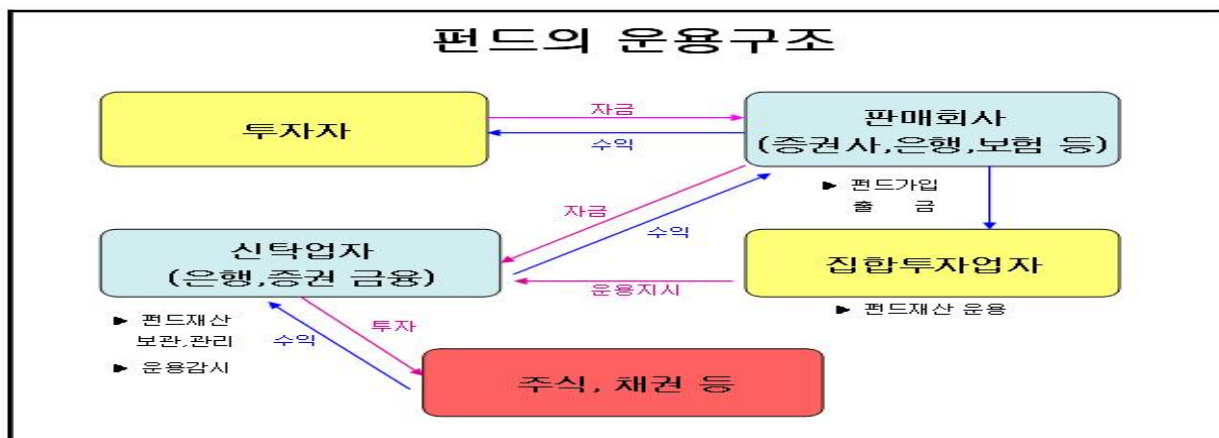 펀드의 운용구조
투자자
자금
수익
판매회사
(증권사,은행,보험 등)
▶ 펀드가입
출 금
자금
수익
신탁업자
(은행,증권 금융)
운용지시
집합투자업자
▶ 펀드재산
보관,관리
▶ 운용감시
투자
수익
▶ 펀드재산 운용
주식, 채권 등